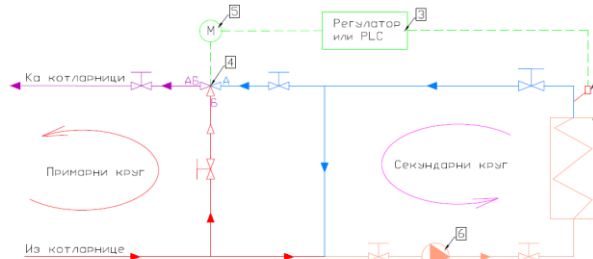 5
М
Регулатор
или PLC
3
Ка котларници
АБ
А
4
Б
Примарни круг
Секундарни круг
Из котларнице
6